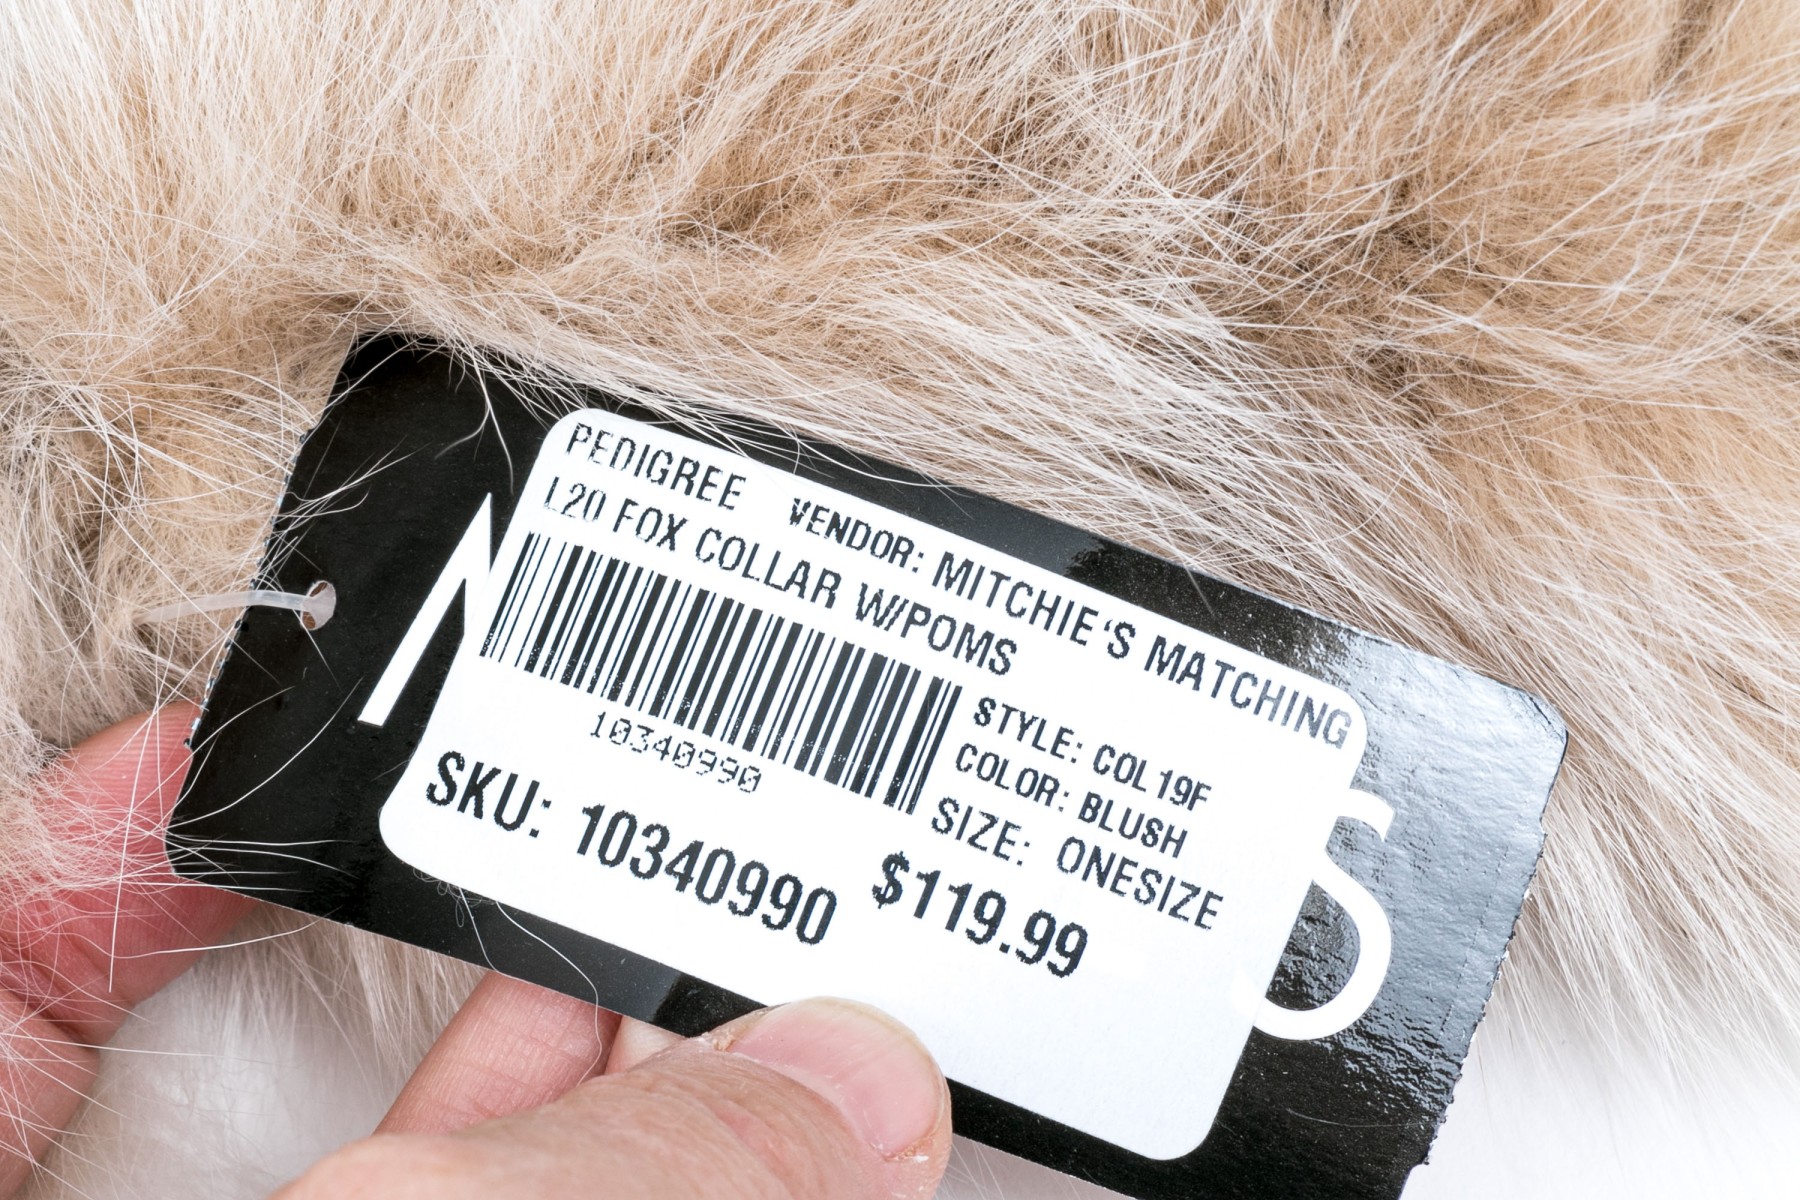 PEDIGREE VENDOR: MITCHIE'S MATCHING
L20 FOX COLLAR W/POMS
10340990
STYLE: COL19F
COLOR: BLUSH
SIZE: ONESIZE
SKU: 10340990 $119.99
S